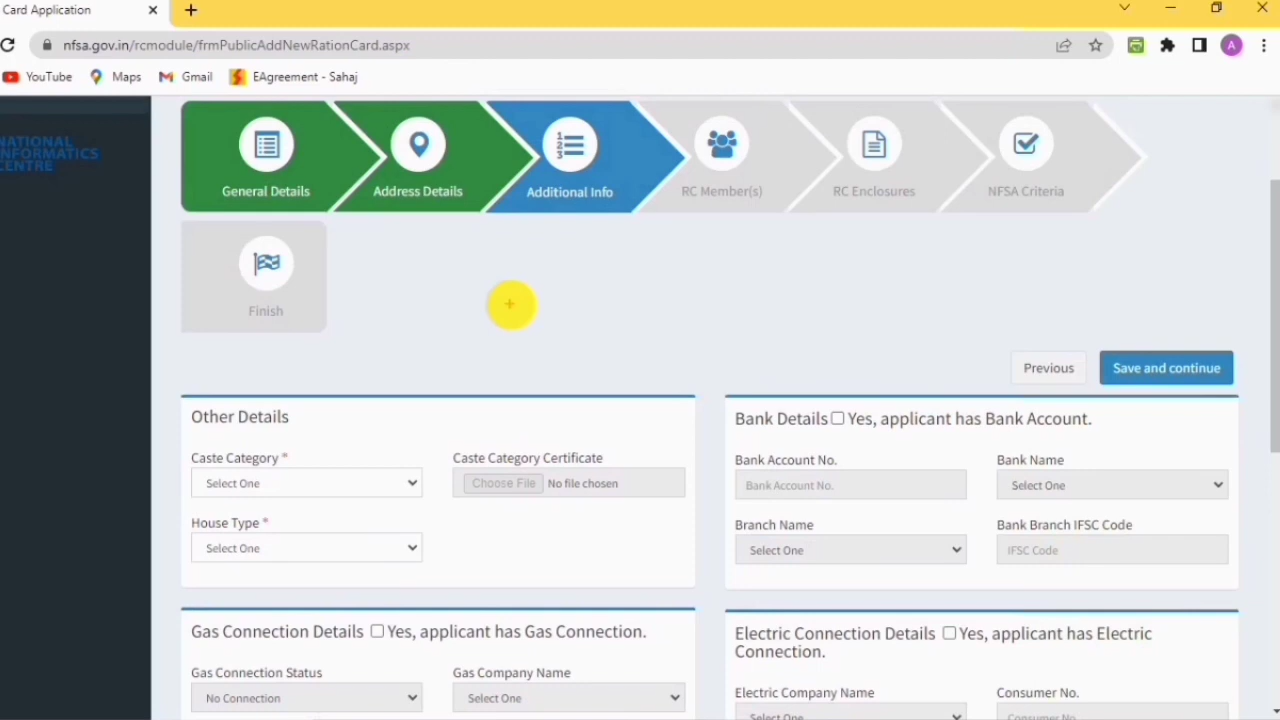 Card Application
nfsa.gov.in/rcmodule/frmPublicAddNewRationCard.aspx
A
YouTube Maps Gmail EAgreement - Sahaj
NATIONAL
INFORMATICS
CENTRE
General Details Address Details Additional Info RC Member(s) RC Enclosures NFSA Criteria
Finish
Previous Save and continue
Other Details
Caste Category * Caste Category Certificate
Select One Choose File No file chosen
House Type *
Select One
Bank Details Yes, applicant has Bank Account.
Bank Account No. Bank Name
Bank Account No. Select One
Branch Name Bank Branch IFSC Code
Select One IFSC Code
Gas Connection Details Yes, applicant has Gas Connection.
Gas Connection Status Gas Company Name
No Connection Select One
Electric Connection Details Yes, applicant has Electric
Connection.
Electric Company Name Consumer No.
Select One Consumer No.